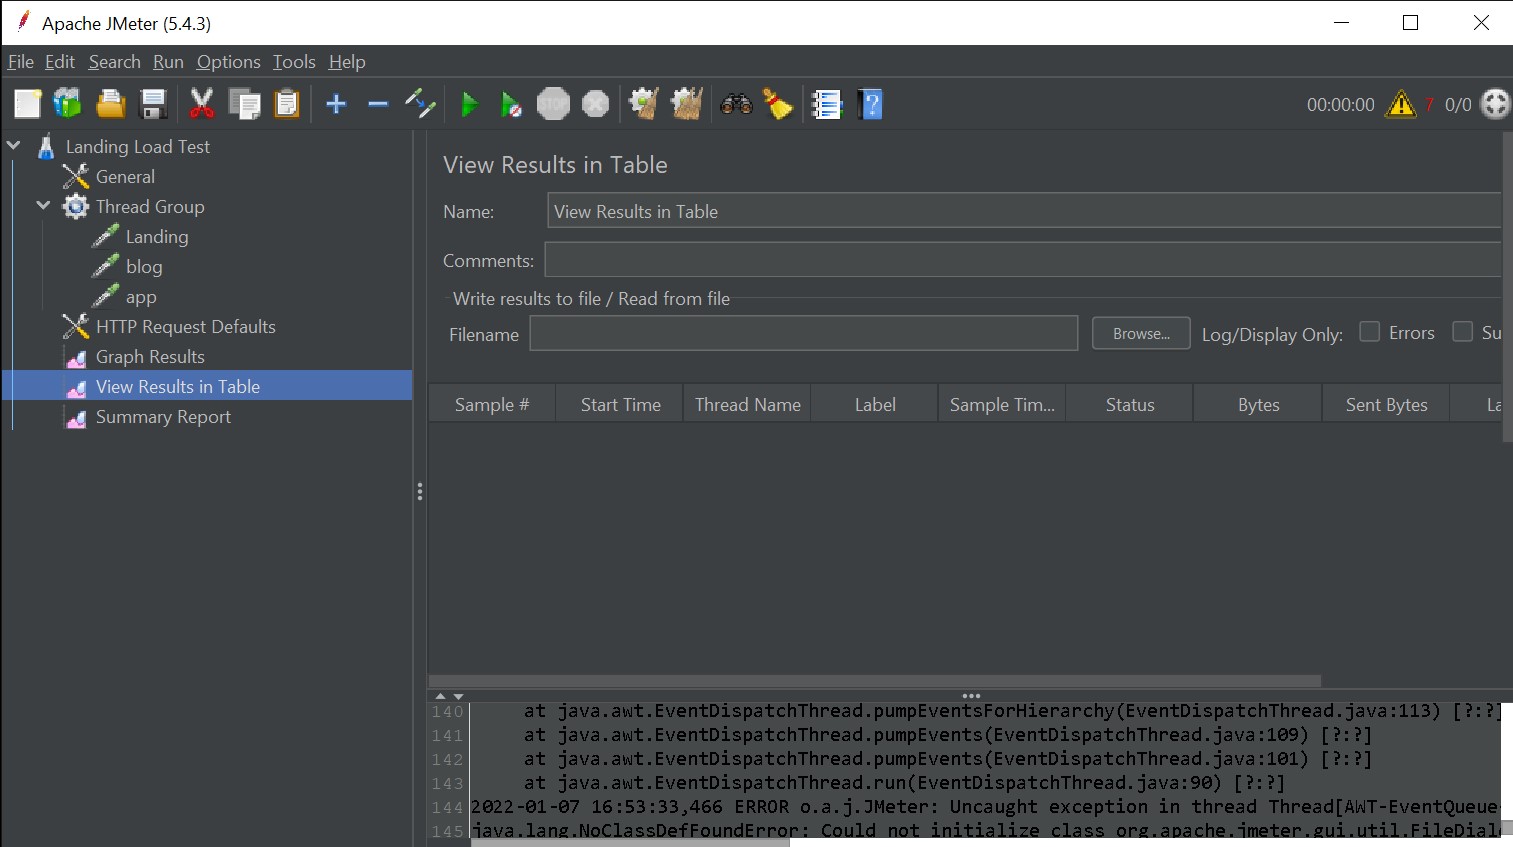 Apache JMeter (5.4.3)
File Edit Search Run Options Tools Help
STOP
00:00:00 7 0/0
Landing Load Test
General
Thread Group
Landing
blog
app
HTTP Request Defaults
Graph Results
View Results in Table
Summary Report
View Results in Table
Name: View Results in Table
Comments:
Write results to file / Read from file
Filename Browse... Log/Display Only: Errors Su
Sample # Start Time Thread Name Label Sample Tim... Status Bytes Sent Bytes La
140 at java.awt.EventDispatchThread.pumpEventsForHierarchy(EventDispatchThread.java:113) [?:?]
141 at java.awt.EventDispatchThread.pumpEvents(EventDispatchThread.java:109) [?:?]
142 at java.awt.EventDispatchThread.pumpEvents(EventDispatchThread.java:101) [?:?]
143 at java.awt.EventDispatchThread.run(EventDispatchThread.java:90) [?:?]
144 2022-01-07 16:53:33,466 ERROR o.a.j.JMeter: Uncaught exception in thread Thread[AWT-EventQueue-
145 java.lang.NoClassDefFoundError: Could not initialize class org.apache.jmeter.gui.util.FileDial